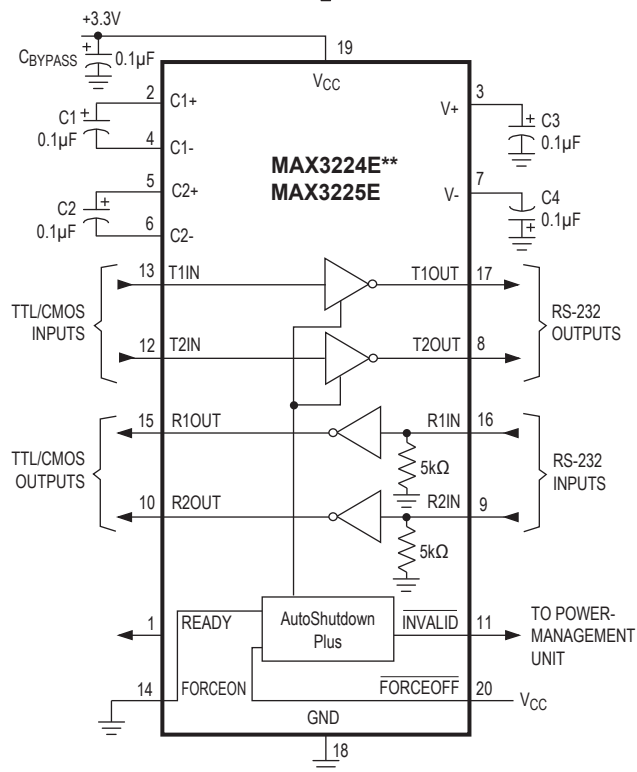 +3.3V
CBYPASS
+
0.1µF
19
VCC
2
C1+
C1
+
0.1µF
4
C1-
5
C2+
C2
+
0.1µF
6
C2-
MAX3224E**
MAX3225E
3
V+
+
C3
0.1µF
7
V-
C4
+
0.1µF
13
T1IN
T1OUT
17
TTL/CMOS
INPUTS
RS-232
OUTPUTS
12
T2IN
T2OUT
8
15
R1OUT
R1IN
16
5kΩ
TTL/CMOS
OUTPUTS
RS-232
INPUTS
10
R2OUT
R2IN
9
5kΩ
1
READY
AutoShutdown
Plus
INVALID
11
TO POWER-
MANAGEMENT
UNIT
14
FORCEON
FORCEOFF
20
VCC
GND
18